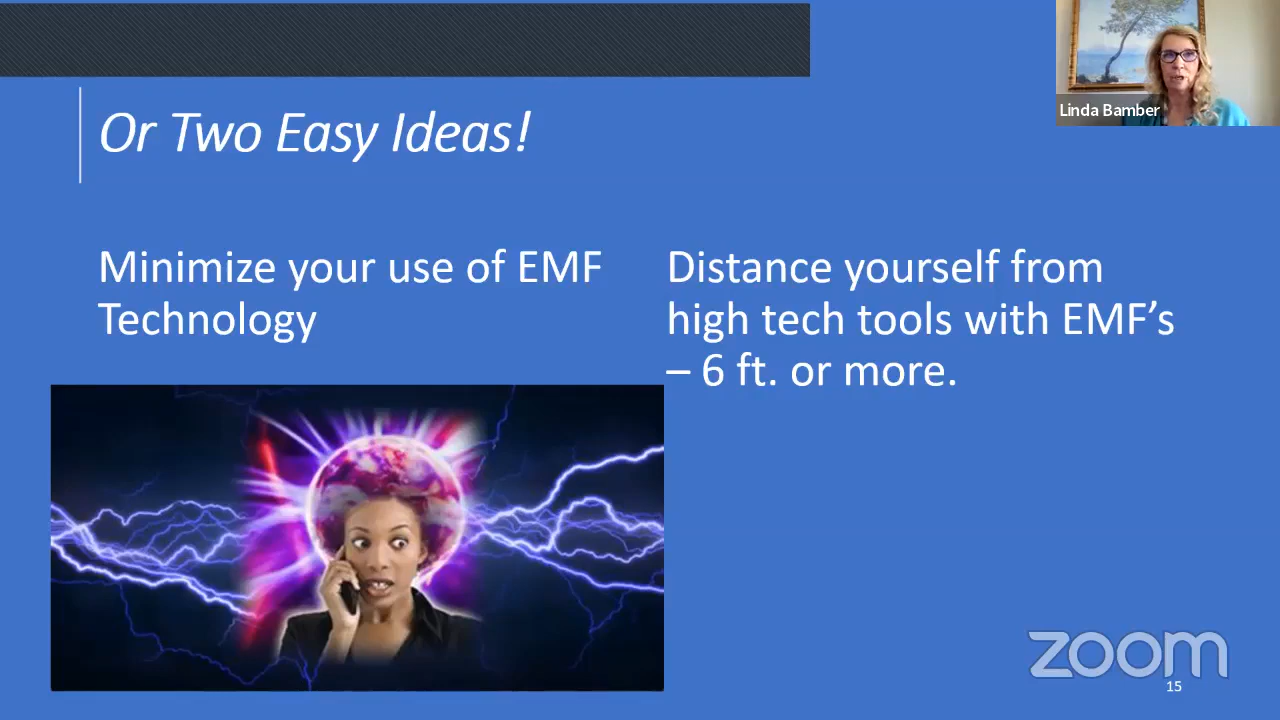 Linda Bamber
Or Two Easy Ideas!
Minimize your use of EMF
Technology
Distance yourself from
high tech tools with EMF’s
– 6 ft. or more.
zoom
15